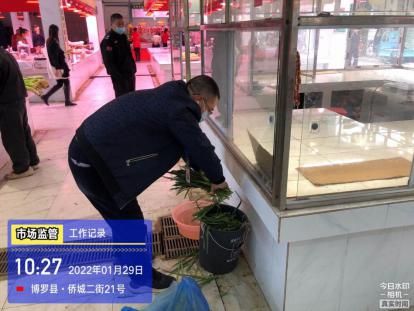 市场监管 工作记录
10:27 2022年01月29日
博罗县·侨城二街21号
今日水印
相机
真实时间